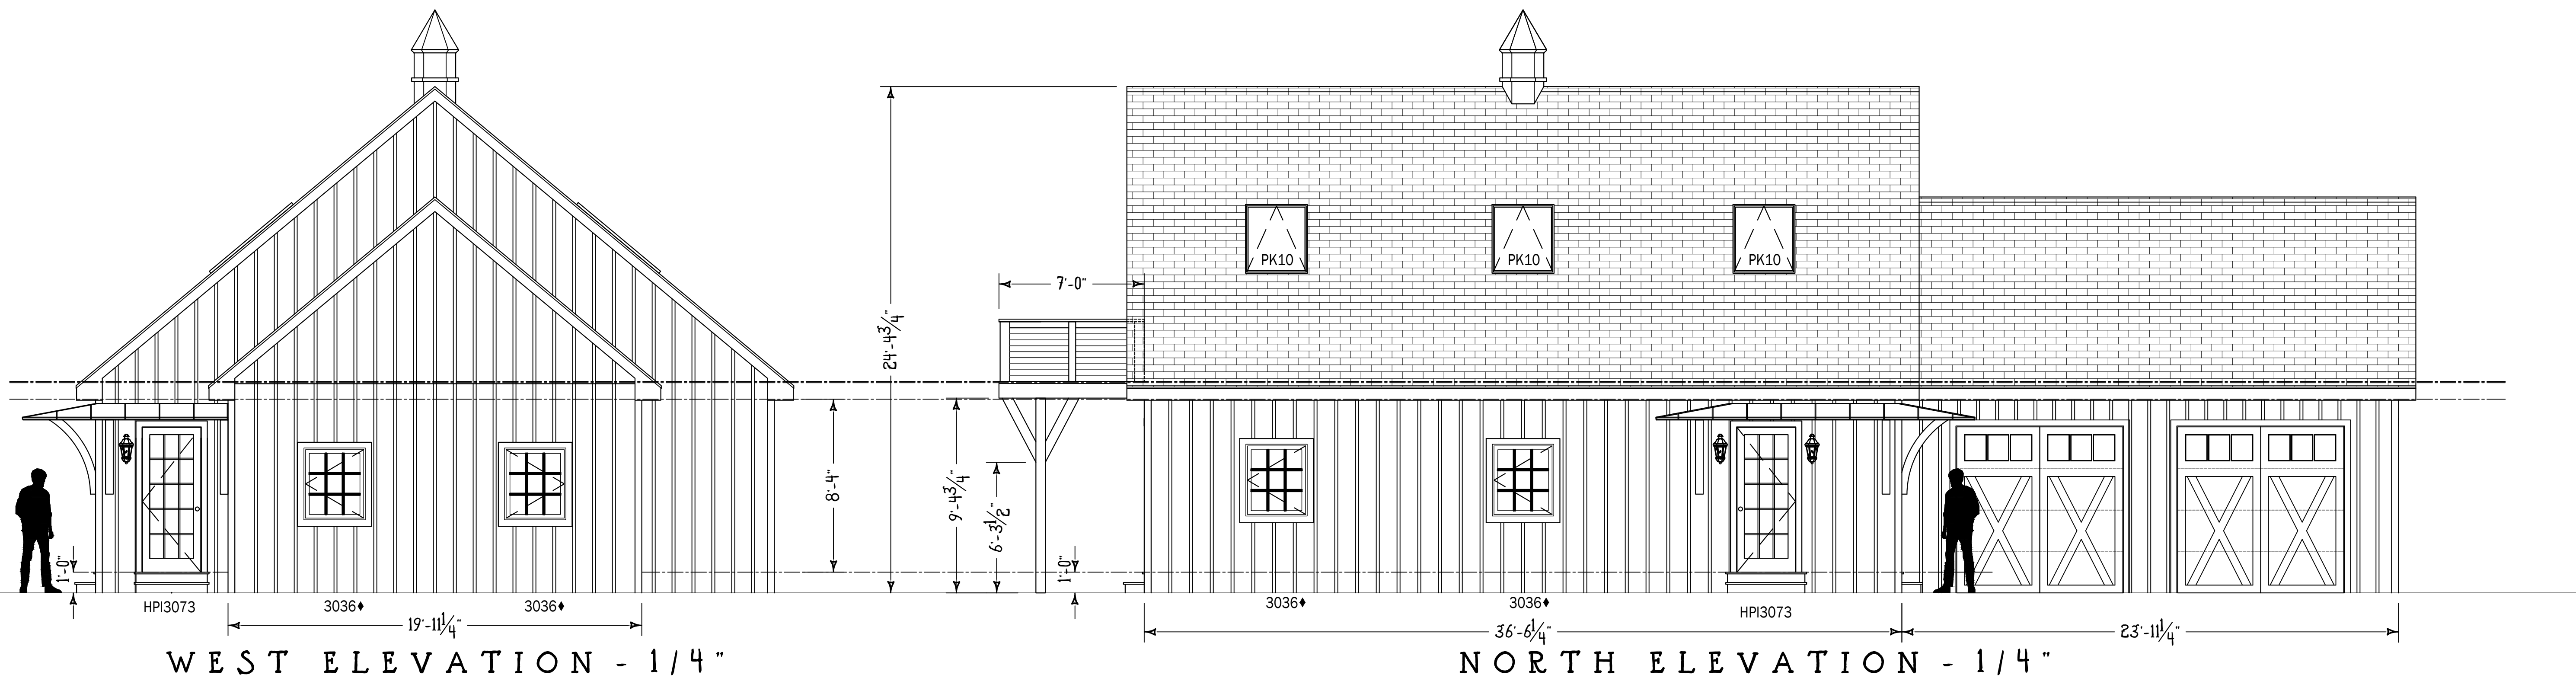 PK10 PK10 PK10
7'-0"
24'-4 3/4"
8'-4"
9'-4 3/4"
6'-3 1/2"
1'-0"
1'-0"
HPI3073 3036♦ 3036♦
3036♦ 3036♦ HPI3073
19'-11 1/4"
36'-6 1/4" 23'-11 1/4"
WEST ELEVATION - 1/4"
NORTH ELEVATION - 1/4"